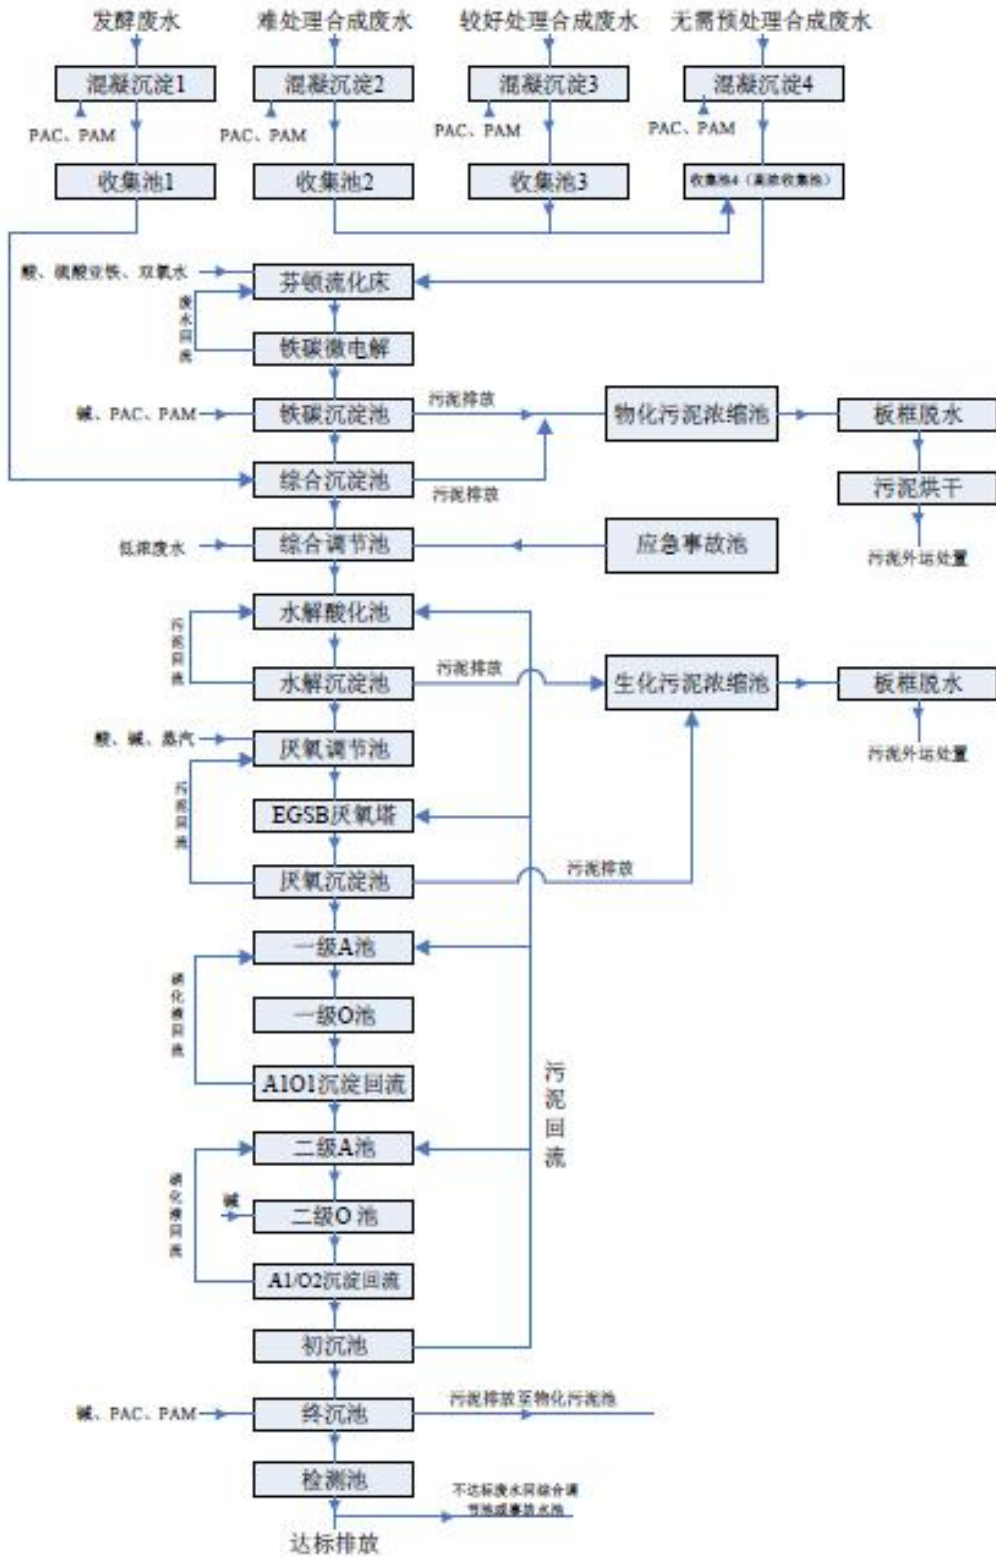 发酵废水
难处理合成废水
较好处理合成废水
无需预处理合成废水
混凝沉淀1
混凝沉淀2
混凝沉淀3
混凝沉淀4
PAC、PAM
PAC、PAM
PAC、PAM
PAC、PAM
收集池1
收集池2
收集池3
收集池4（高浓收集池）
酸、硫酸亚铁、双氧水
芬顿流化床
废水回流
铁碳微电解
碱、PAC、PAM
铁碳沉淀池
污泥排放
物化污泥浓缩池
板框脱水
综合沉淀池
污泥排放
污泥烘干
低浓废水
综合调节池
应急事故池
污泥外运处置
水解酸化池
污泥回流
水解沉淀池
污泥排放
生化污泥浓缩池
板框脱水
酸、碱、蒸汽
厌氧调节池
污泥外运处置
污泥回流
EGSB厌氧塔
厌氧沉淀池
污泥排放
一级A池
硝化液回流
一级O池
A1O1沉淀回流
污泥回流
二级A池
硝化液回流
碱
二级O 池
A1/O2沉淀回流
初沉池
碱、PAC、PAM
终沉池
污泥排放至物化污泥池
检测池
不达标废水回综合调
节池或事故水池
达标排放